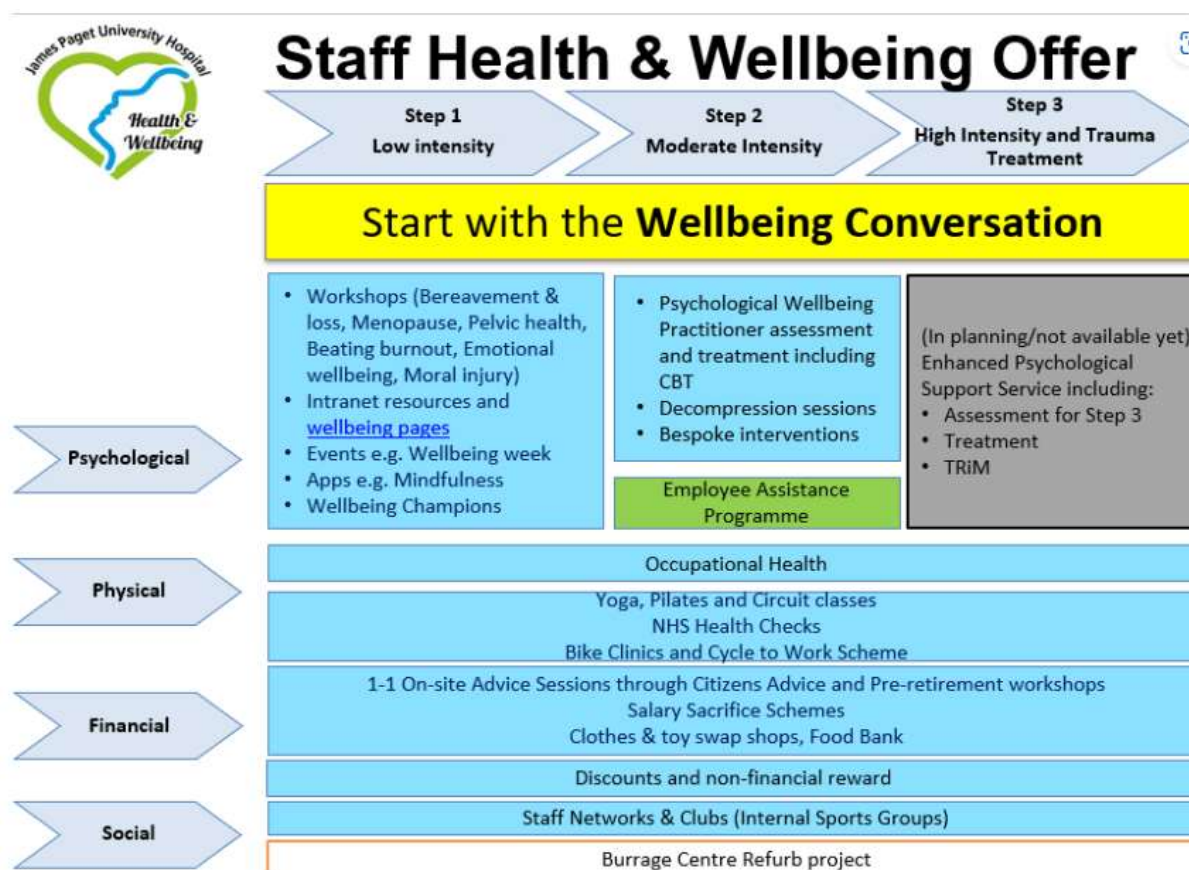 James Paget University Hospital
Health &
Wellbeing
Staff Health & Wellbeing Offer
Step 1
Low intensity
Step 2
Moderate Intensity
Step 3
High Intensity and Trauma
Treatment
Start with the Wellbeing Conversation
Psychological
• Workshops (Bereavement &
loss, Menopause, Pelvic health,
Beating burnout, Emotional
wellbeing, Moral injury)
• Intranet resources and
wellbeing pages
• Events e.g. Wellbeing week
• Apps e.g. Mindfulness
• Wellbeing Champions
• Psychological Wellbeing
Practitioner assessment
and treatment including
CBT
• Decompression sessions
• Bespoke interventions
Employee Assistance
Programme
(In planning/not available yet)
Enhanced Psychological
Support Service including:
• Assessment for Step 3
• Treatment
• TRiM
Physical
Occupational Health
Yoga, Pilates and Circuit classes
NHS Health Checks
Bike Clinics and Cycle to Work Scheme
Financial
1-1 On-site Advice Sessions through Citizens Advice and Pre-retirement workshops
Salary Sacrifice Schemes
Clothes & toy swap shops, Food Bank
Discounts and non-financial reward
Social
Staff Networks & Clubs (Internal Sports Groups)
Burrage Centre Refurb project